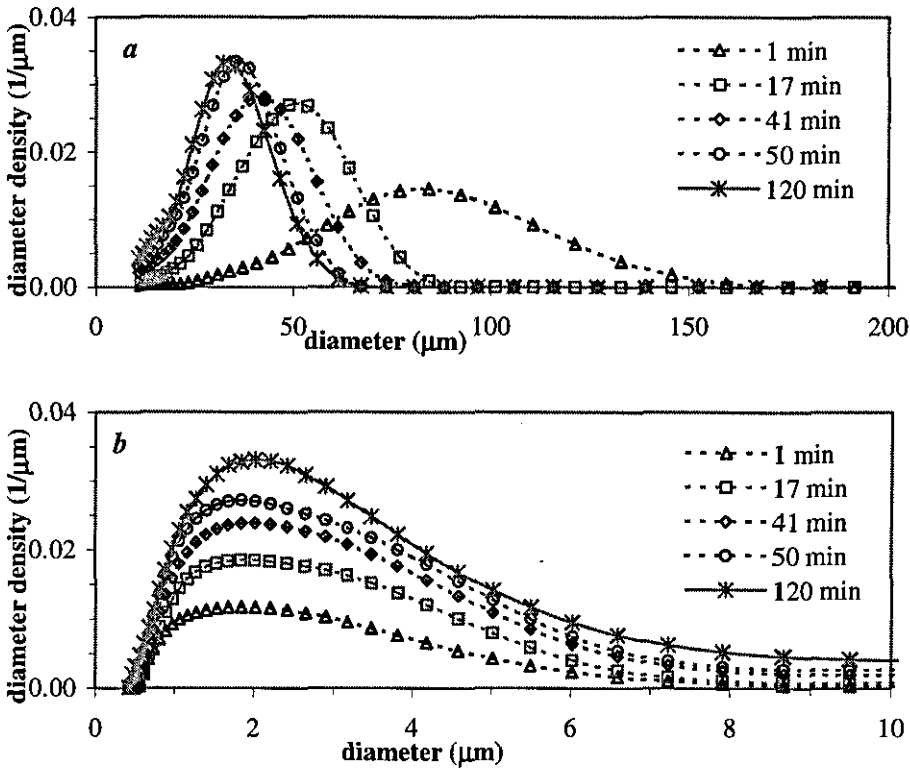 0.04
a
0.02
0.00
diameter density (1/μm)
1 min
17 min
41 min
50 min
120 min
0
50
100
150
200
diameter (μm)
0.04
b
0.02
0.00
diameter density (1/μm)
1 min
17 min
41 min
50 min
120 min
0
2
4
6
8
10
diameter (μm)